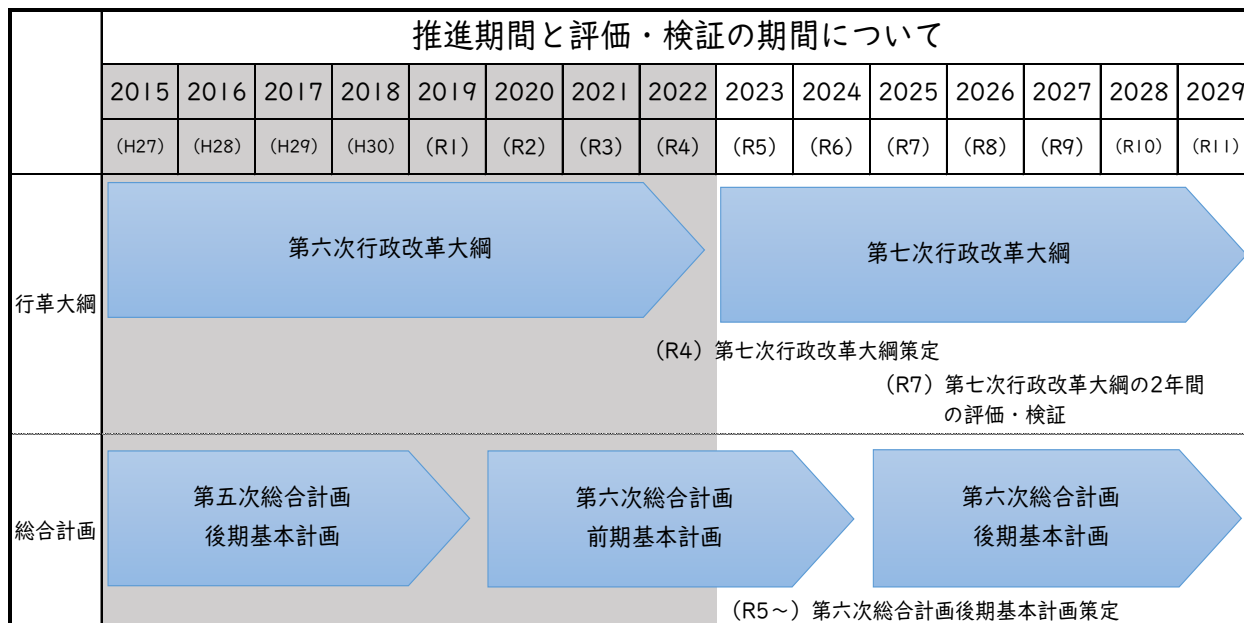 推進期間と評価・検証の期間について
2015 2016 2017 2018 2019 2020 2021 2022 2023 2024 2025 2026 2027 2028 2029
(H27) (H28) (H29) (H30) (R1) (R2) (R3) (R4) (R5) (R6) (R7) (R8) (R9) (R10) (R11)
行革大綱
第六次行政改革大綱
第七次行政改革大綱
(R4) 第七次行政改革大綱策定
(R7) 第七次行政改革大綱の2年間
の評価・検証
総合計画
第五次総合計画
後期基本計画
第六次総合計画
前期基本計画
第六次総合計画
後期基本計画
(R5～) 第六次総合計画後期基本計画策定